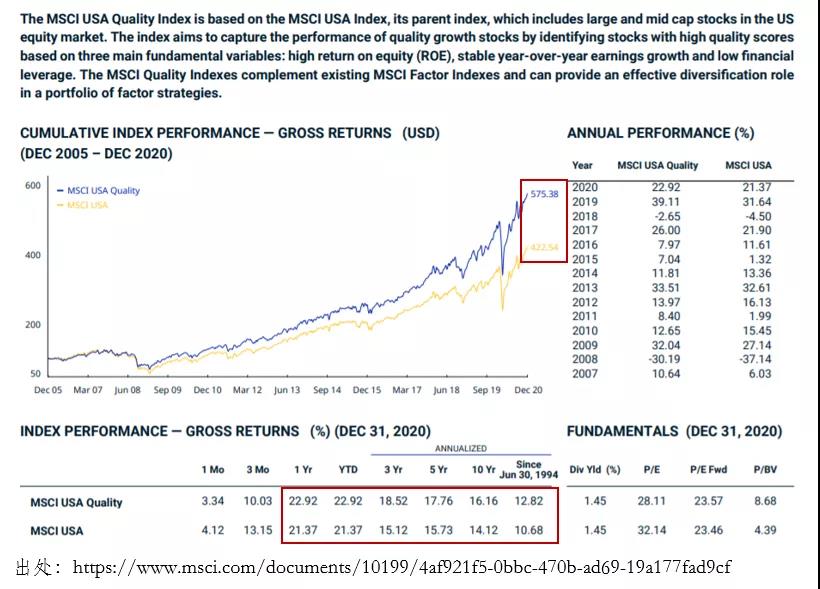 The MSCI USA Quality Index is based on the MSCI USA Index, its parent index, which includes large and mid cap stocks in the US
equity market. The index aims to capture the performance of quality growth stocks by identifying stocks with high quality scores
based on three main fundamental variables: high return on equity (ROE), stable year-over-year earnings growth and low financial
leverage. The MSCI Quality Indexes complement existing MSCI Factor Indexes and can provide an effective diversification role
in a portfolio of factor strategies.
CUMULATIVE INDEX PERFORMANCE — GROSS RETURNS (USD)
(DEC 2005 – DEC 2020)
600
400
200
50
MSCI USA Quality
MSCI USA
575.38
422.54
Dec 05 Mar 07 Jun 08 Sep 09 Dec 10 Mar 12 Jun 13 Sep 14 Dec 15 Mar 17 Jun 18 Sep 19 Dec 20
ANNUAL PERFORMANCE (%)
Year MSCI USA Quality MSCI USA
2020 22.92 21.37
2019 39.11 31.64
2018 -2.65 -4.50
2017 26.00 21.90
2016 7.97 11.61
2015 7.04 1.32
2014 11.81 13.36
2013 33.51 32.61
2012 13.97 16.13
2011 8.40 1.99
2010 12.65 15.45
2009 32.04 27.14
2008 -30.19 -37.14
2007 10.64 6.03
INDEX PERFORMANCE — GROSS RETURNS (%) (DEC 31, 2020)
ANNUALIZED
1 Mo 3 Mo 1 Yr YTD 3 Yr 5 Yr 10 Yr Since Jun 30, 1994
MSCI USA Quality 3.34 10.03 22.92 22.92 18.52 17.76 16.16 12.82
MSCI USA 4.12 13.15 21.37 21.37 15.12 15.73 14.12 10.68
FUNDAMENTALS (DEC 31, 2020)
Div Yld (%) P/E P/E Fwd P/BV
1.45 28.11 23.57 8.68
1.45 32.14 23.46 4.39
出处：https://www.msci.com/documents/10199/4af921f5-0bbc-470b-ad69-19a177fad9cf